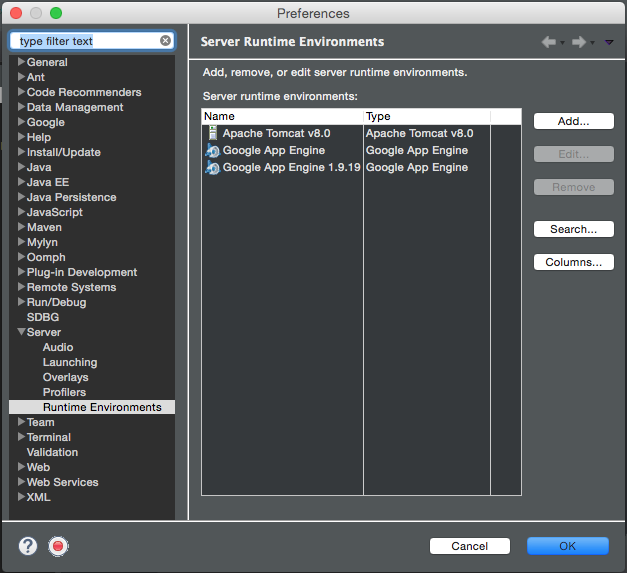 Preferences
type filter text
General
Ant
Code Recommenders
Data Management
Google
Help
Install/Update
Java
Java EE
Java Persistence
JavaScript
Maven
Mylyn
Oomph
Plug-in Development
Remote Systems
Run/Debug
SDBG
Server
Audio
Launching
Overlays
Profilers
Runtime Environments
Team
Terminal
Validation
Web
Web Services
XML
Server Runtime Environments
Add, remove, or edit server runtime environments.
Server runtime environments:
Name Type
Apache Tomcat v8.0 Apache Tomcat v8.0
Google App Engine Google App Engine
Google App Engine 1.9.19 Google App Engine
Add...
Edit...
Remove
Search...
Columns...
?
Cancel OK